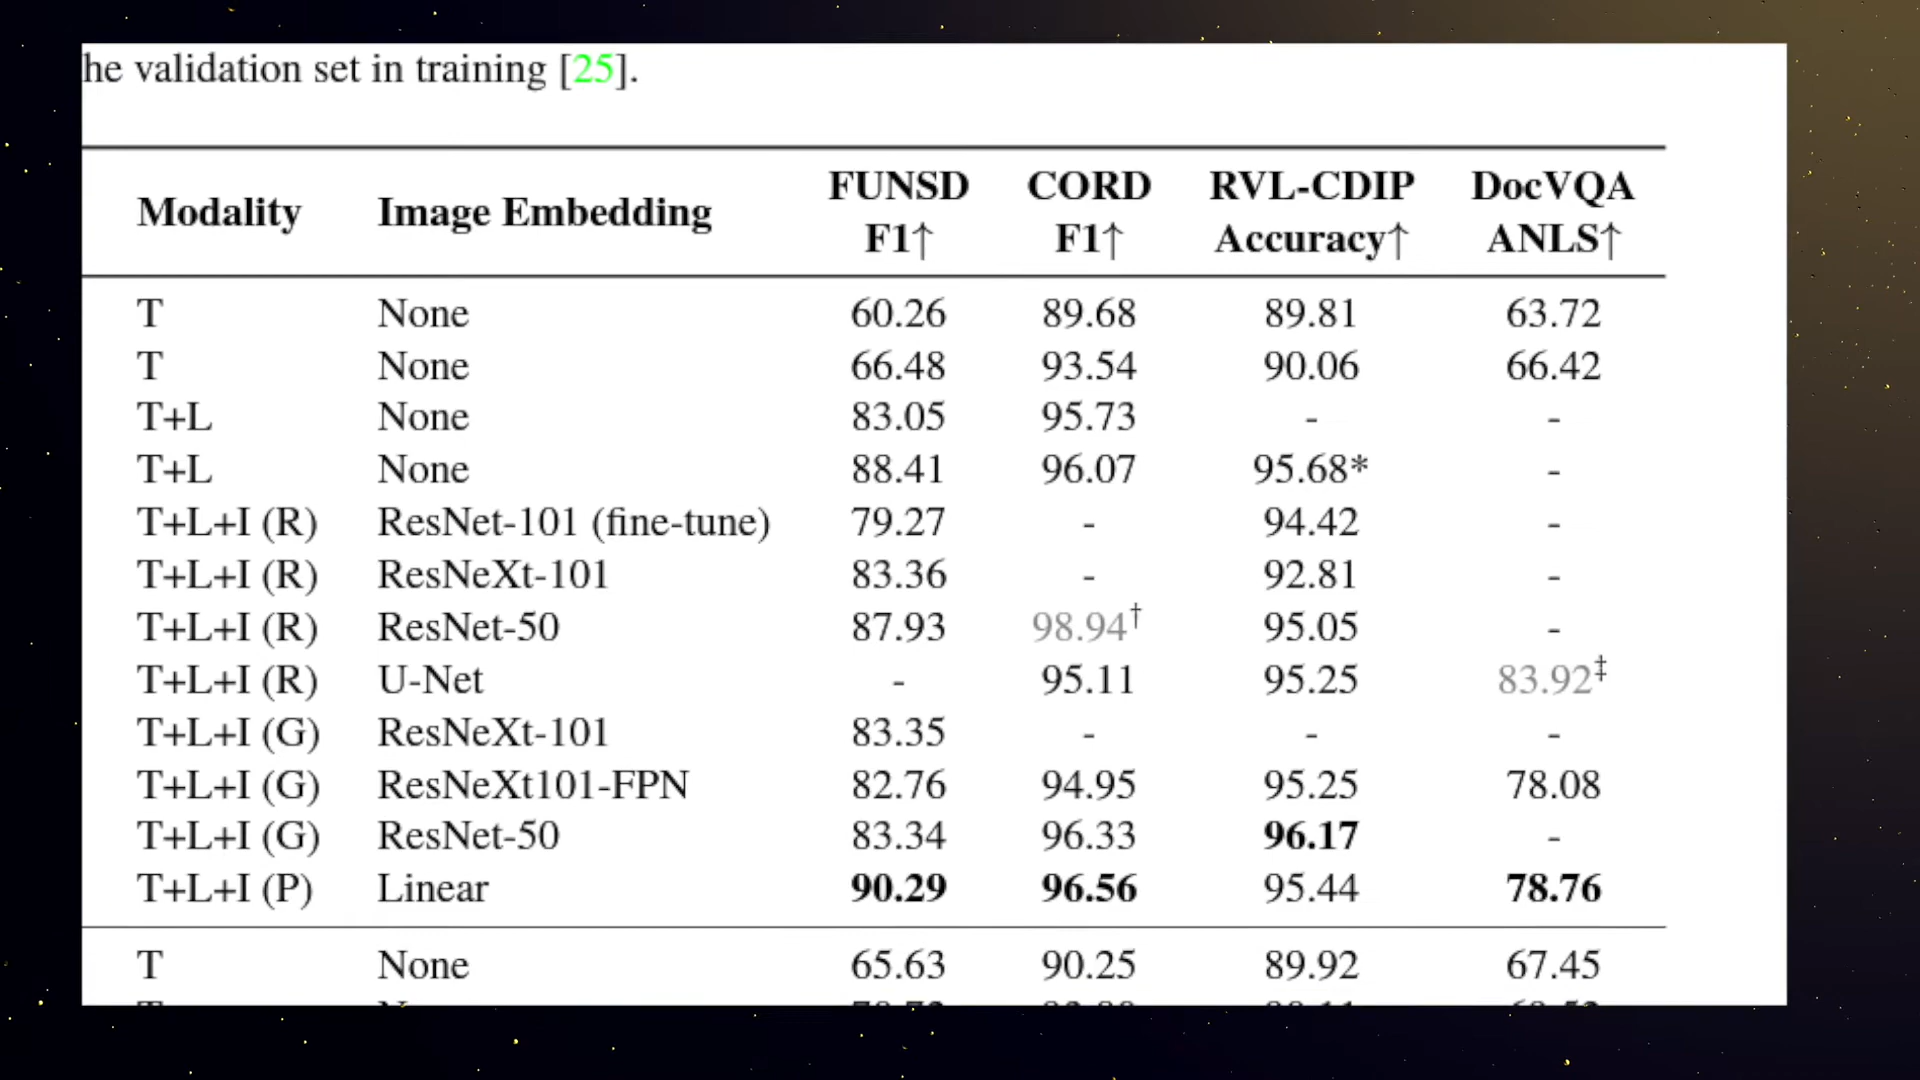 he validation set in training [25].
Modality Image Embedding FUNSD F1↑ CORD F1↑ RVL-CDIP Accuracy↑ DocVQA ANLS↑
T None 60.26 89.68 89.81 63.72
T None 66.48 93.54 90.06 66.42
T+L None 83.05 95.73 - -
T+L None 88.41 96.07 95.68* -
T+L+I (R) ResNet-101 (fine-tune) 79.27 - 94.42 -
T+L+I (R) ResNeXt-101 83.36 - 92.81 -
T+L+I (R) ResNet-50 87.93 98.94† 95.05 -
T+L+I (R) U-Net - 95.11 95.25 83.92‡
T+L+I (G) ResNeXt-101 83.35 - - -
T+L+I (G) ResNeXt101-FPN 82.76 94.95 95.25 78.08
T+L+I (G) ResNet-50 83.34 96.33 96.17 -
T+L+I (P) Linear 90.29 96.56 95.44 78.76
T None 65.63 90.25 89.92 67.45